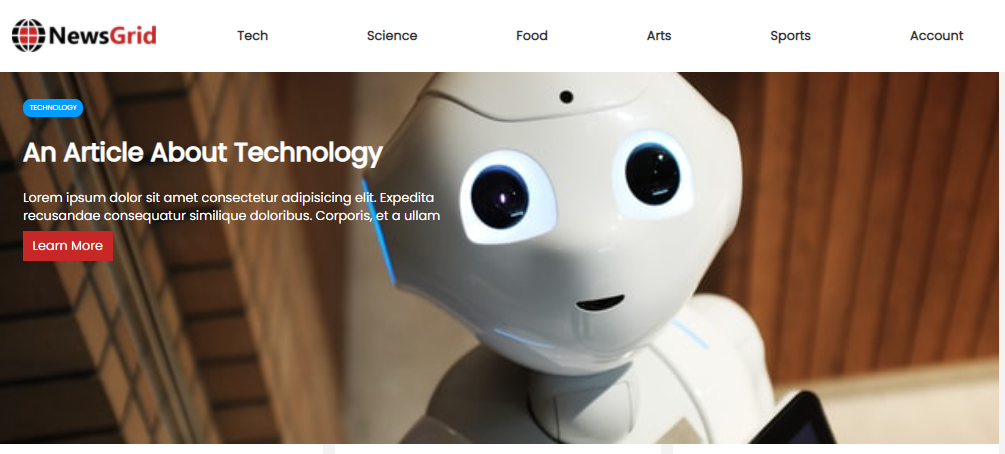 NewsGrid
Tech Science Food Arts Sports Account
TECHNOLOGY
An Article About Technology
Lorem ipsum dolor sit amet consectetur adipisicing elit. Expedita
recusandae consequatur similique doloribus. Corporis, et a ullam
Learn More